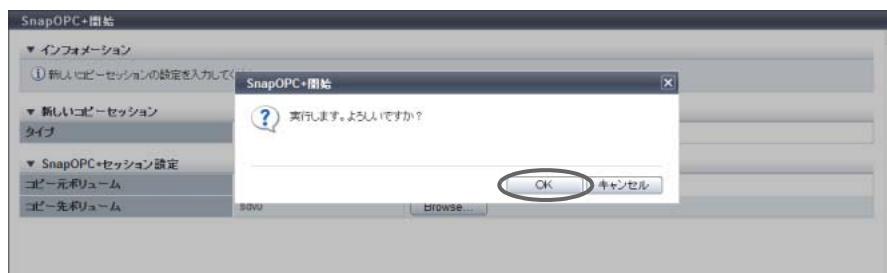 SnapOPC+開始
▼ インフォメーション
新しいコピーセッションの設定を入力して
SnapOPC+開始
実行します。よろしいですか?
▼ 新しいコピーセッション
タイプ
▼ SnapOPC+セッション設定
OK キャンセル
コピー元ボリューム
コピー先ボリューム sdv0 Browse...